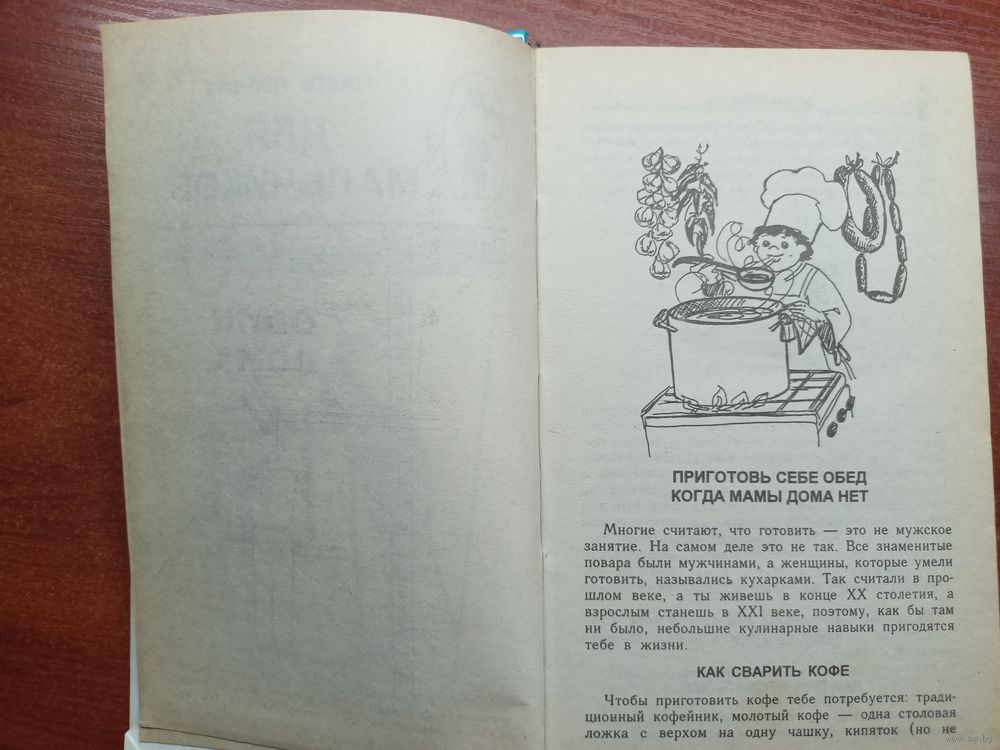 ПРИГОТОВЬ СЕБЕ ОБЕД
КОГДА МАМЫ ДОМА НЕТ
Многие считают, что готовить — это не мужское
занятие. На самом деле это не так. Все знаменитые
повара были мужчинами, а женщины, которые умели
готовить, назывались кухарками. Так считали в про-
шлом веке, а ты живешь в конце XX столетия, а
взрослым станешь в XXI веке, поэтому, как бы там
ни было, небольшие кулинарные навыки пригодятся
тебе в жизни.
КАК СВАРИТЬ КОФЕ
Чтобы приготовить кофе тебе потребуется: тради-
ционный кофейник, молотый кофе — одна столовая
ложка с верхом на одну чашку, кипяток (но не
www.ay.by